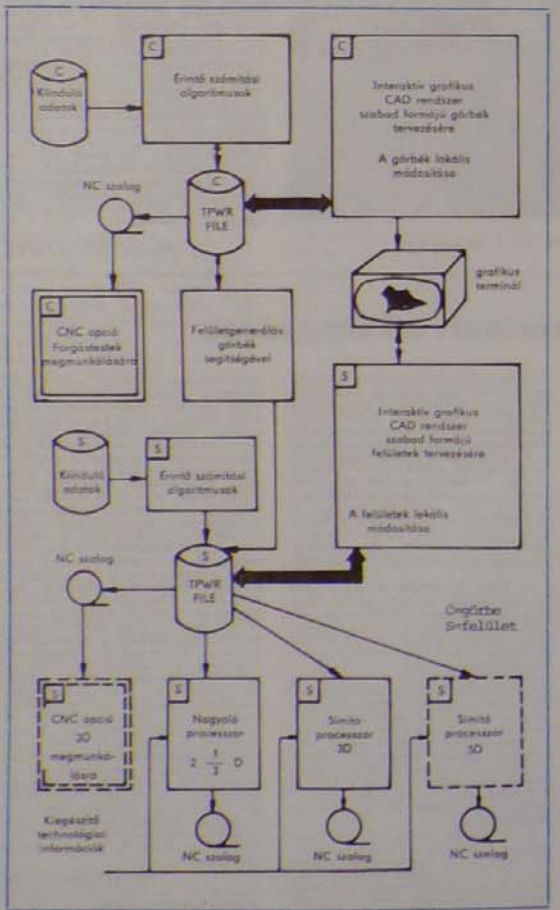 C
Kiinduló
adatok
C
Érintő számítási
algoritmusok
C
Interaktív grafikus
CAD rendszer
szabad formájú görbék
tervezésére
A görbék lokális
módosítása
NC szalag
C
TPWR
FILE
grafikus
terminál
C
CNC opció
Forgástestek
megmunkálására
Felületgenerálás
görbék
segítségével
S
Interaktív grafikus
CAD rendszer
szabad formájú
felületek tervezésére
A felületek lokális
módosítása
S
Kiinduló
adatok
S
Érintő számítási
algoritmusok
NC szalag
S
TPWR
FILE
C=görbe
S=felület
S
CNC opció
3D
megmunká-
lásra
S
Nagyoló
processzor
2 1/2 D
S
Simító
processzor
3D
S
Simító
processzor
5D
Kiegészítő
technológiai
információk
NC szalag
NC szalag
NC szalag